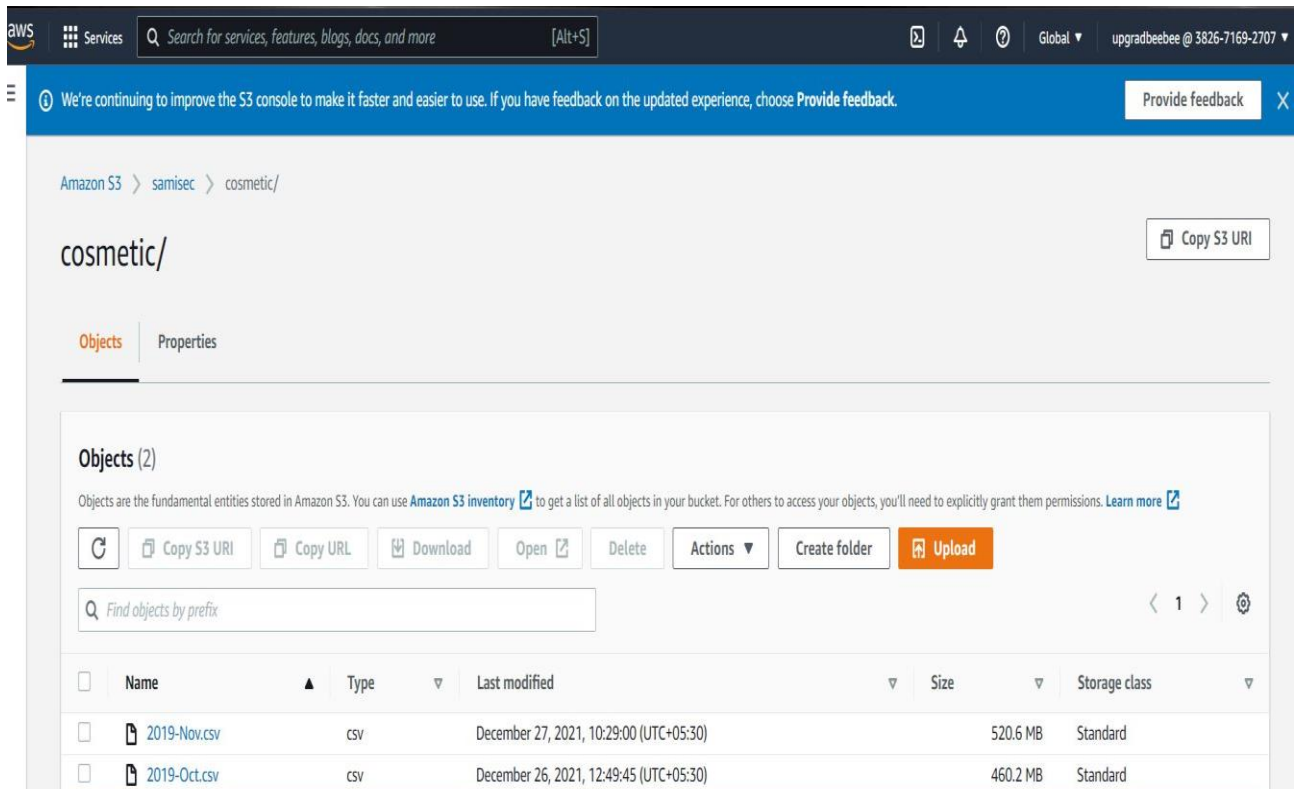 aws Services Search for services, features, blogs, docs, and more [Alt+S] Global ▼ upgradbeebee @ 3826-7169-2707 ▼
We're continuing to improve the S3 console to make it faster and easier to use. If you have feedback on the updated experience, choose Provide feedback. Provide feedback X
Amazon S3 > samisec > cosmetic/
Copy S3 URI
cosmetic/
Objects Properties
Objects (2)
Objects are the fundamental entities stored in Amazon S3. You can use Amazon S3 inventory to get a list of all objects in your bucket. For others to access your objects, you'll need to explicitly grant them permissions. Learn more
Copy S3 URI Copy URL Download Open Delete Actions ▼ Create folder Upload
Find objects by prefix < 1 >
Name ▲ Type ▽ Last modified ▽ Size ▽ Storage class ▽
2019-Nov.csv csv December 27, 2021, 10:29:00 (UTC+05:30) 520.6 MB Standard
2019-Oct.csv csv December 26, 2021, 12:49:45 (UTC+05:30) 460.2 MB Standard